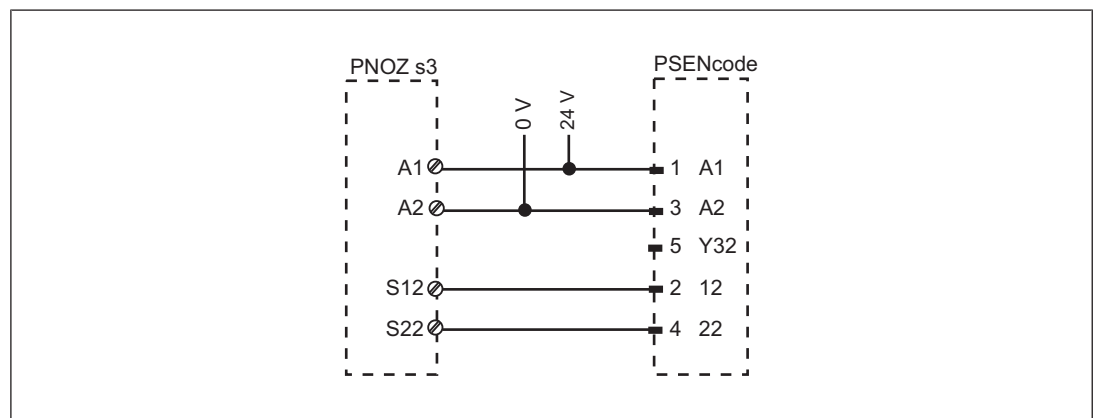 PNOZ s3
PSENcode
0 V
24 V
A1 1 A1
A2 3 A2
5 Y32
S12 2 12
S22 4 22